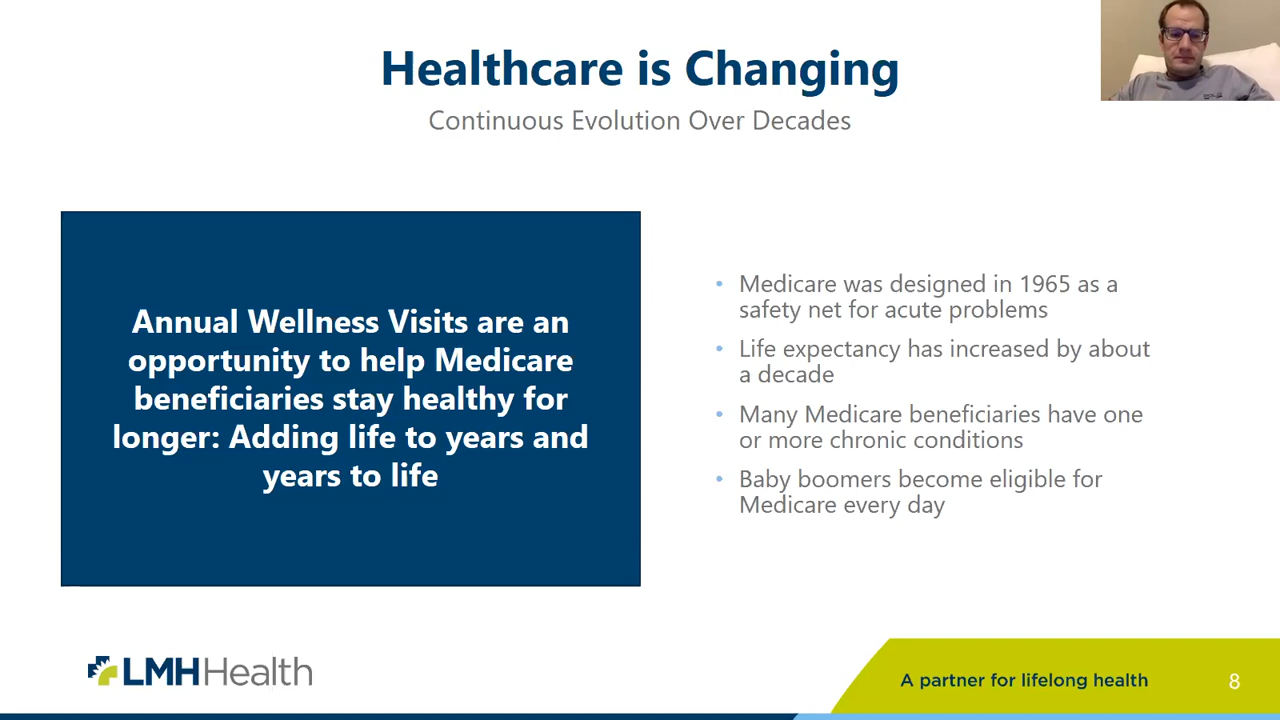 Healthcare is Changing
Continuous Evolution Over Decades
Annual Wellness Visits are an
opportunity to help Medicare
beneficiaries stay healthy for
longer: Adding life to years and
years to life
• Medicare was designed in 1965 as a
safety net for acute problems
• Life expectancy has increased by about
a decade
• Many Medicare beneficiaries have one
or more chronic conditions
• Baby boomers become eligible for
Medicare every day
LMH Health
A partner for lifelong health
8